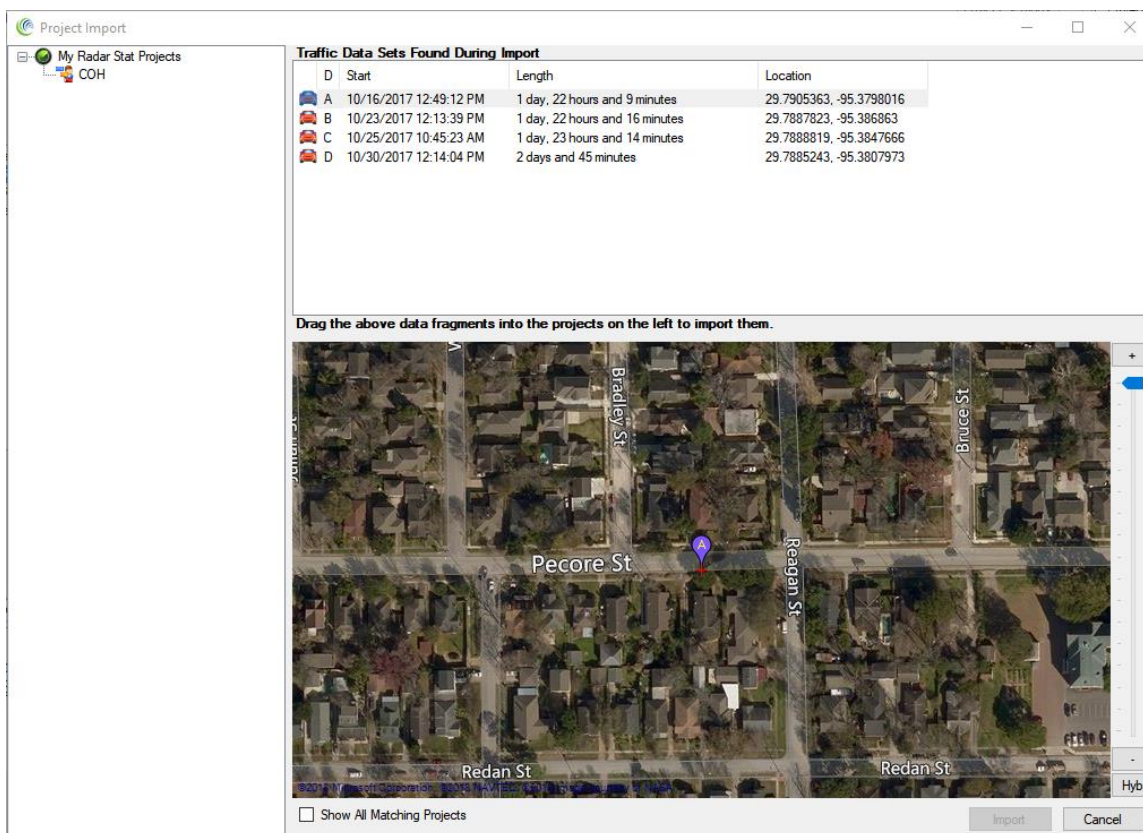 Project Import
My Radar Stat Projects
COH
Traffic Data Sets Found During Import
D Start Length Location
A 10/16/2017 12:49:12 PM 1 day, 22 hours and 9 minutes 29.7905363, -95.3798016
B 10/23/2017 12:13:39 PM 1 day, 22 hours and 16 minutes 29.7887823, -95.386863
C 10/25/2017 10:45:23 AM 1 day, 23 hours and 14 minutes 29.7888819, -95.3847666
D 10/30/2017 12:14:04 PM 2 days and 45 minutes 29.7885243, -95.3807973
Drag the above data fragments into the projects on the left to import them.
+
Bradley St
Bruce St
A
Pecore St
Reagan St
Redan St
Redan St
Microsoft Corporation
-
Hyb
Show All Matching Projects
Import
Cancel